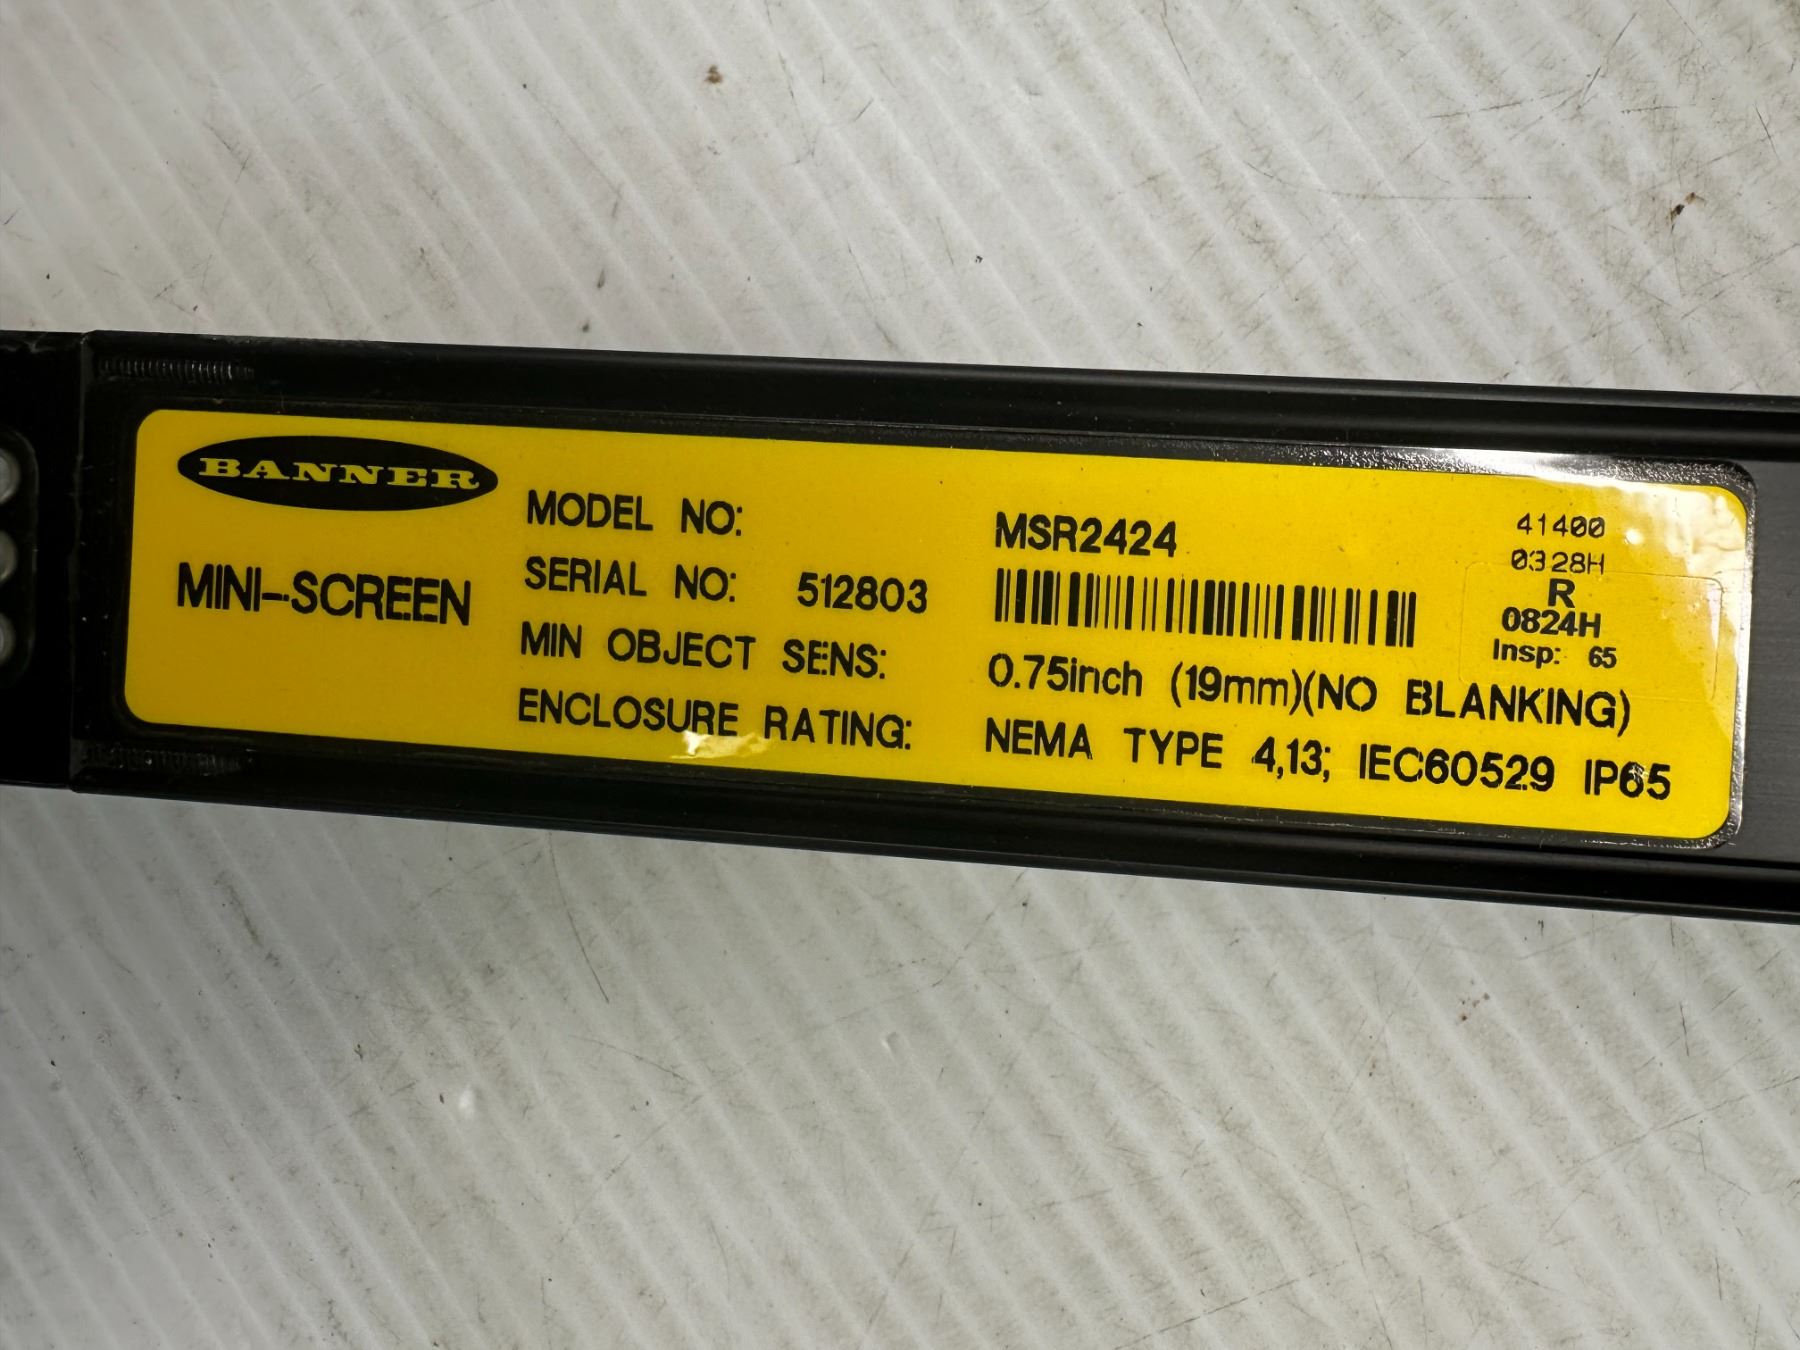 BANNER
MINI-SCREEN
MODEL NO: MSR2424
SERIAL NO: 512803
MIN OBJECT SENS: 0.75inch (19mm)(NO BLANKING)
ENCLOSURE RATING: NEMA TYPE 4,13; IEC60529 IP65
41400
0328H
R
0824H
Insp: 65